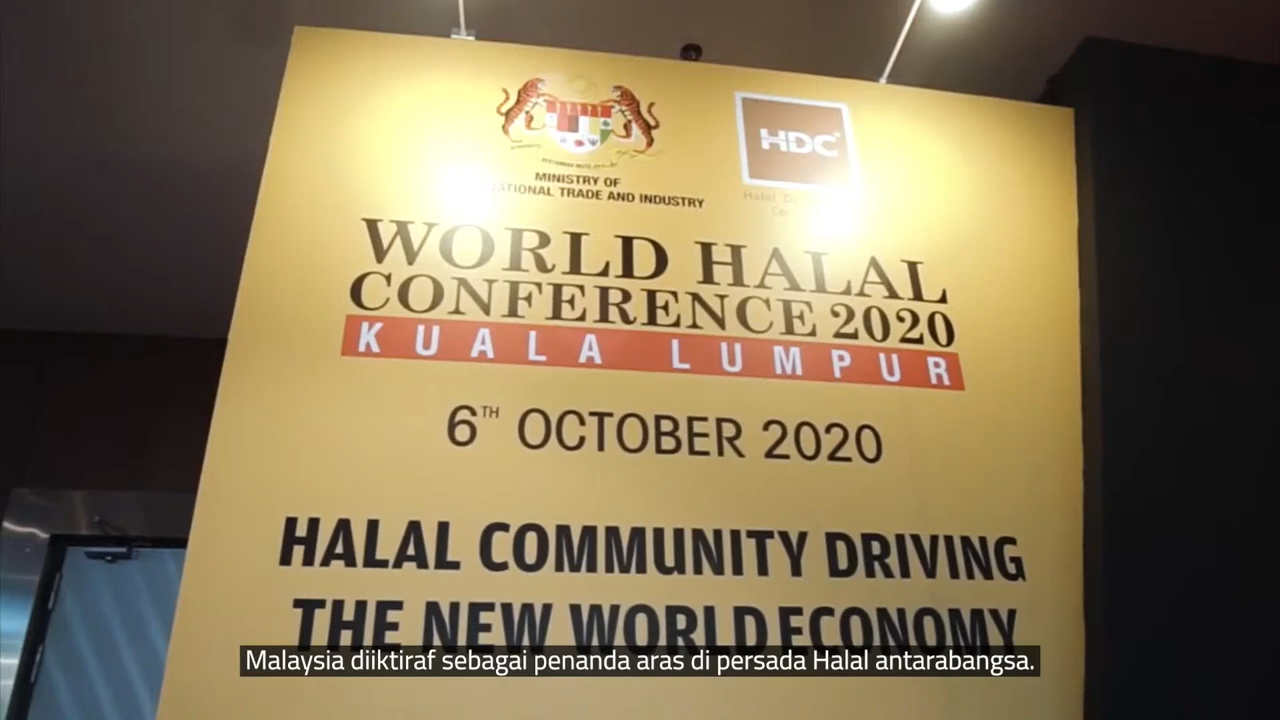 MINISTRY OF
TRADE AND INDUSTRY
HDC
Halal
WORLD HALAL
CONFERENCE 2020
KUALA LUMPUR
6TH OCTOBER 2020
HALAL COMMUNITY DRIVING
THE NEW WORLD ECONOMY
Malaysia diiktiraf sebagai penanda aras di persada Halal antarabangsa.